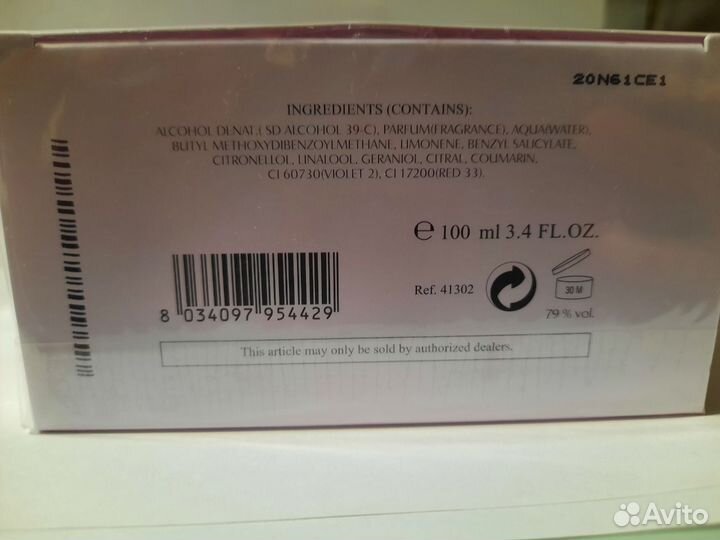 20N61CE1
INGREDIENTS (CONTAINS):
ALCOHOL DENAT.( SD ALCOHOL 39-C), PARFUM(FRAGRANCE), AQUA(WATER),
BUTYL METHOXYDIBENZOYLMETHANE, LIMONENE, BENZYL SALICYLATE,
CITRONELLOL, LINALOOL, GERANIOL, CITRAL, COUMARIN,
CI 60730(VIOLET 2), CI 17200(RED 33).
e 100 ml 3.4 FL.OZ.
Ref. 41302
30 M
8 034097 954429
79 % vol.
This article may only be sold by authorized dealers.
Avito